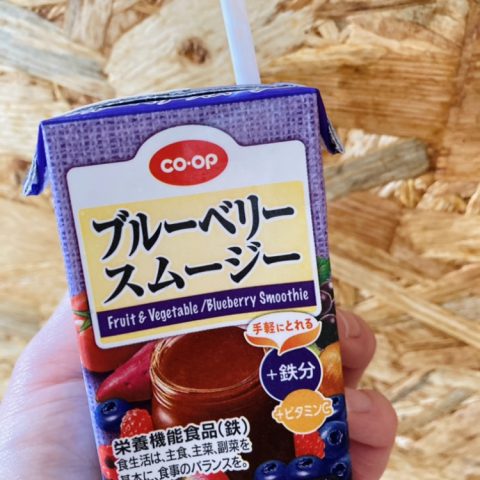 CO·OP
ブルーベリー
スムージー
Fruit & Vegetable / Blueberry Smoothie
手軽にとれる
+鉄分
+ビタミンC
栄養機能食品(鉄)
食生活は、主食、主菜、副菜を
基本に、食事のバランスを。